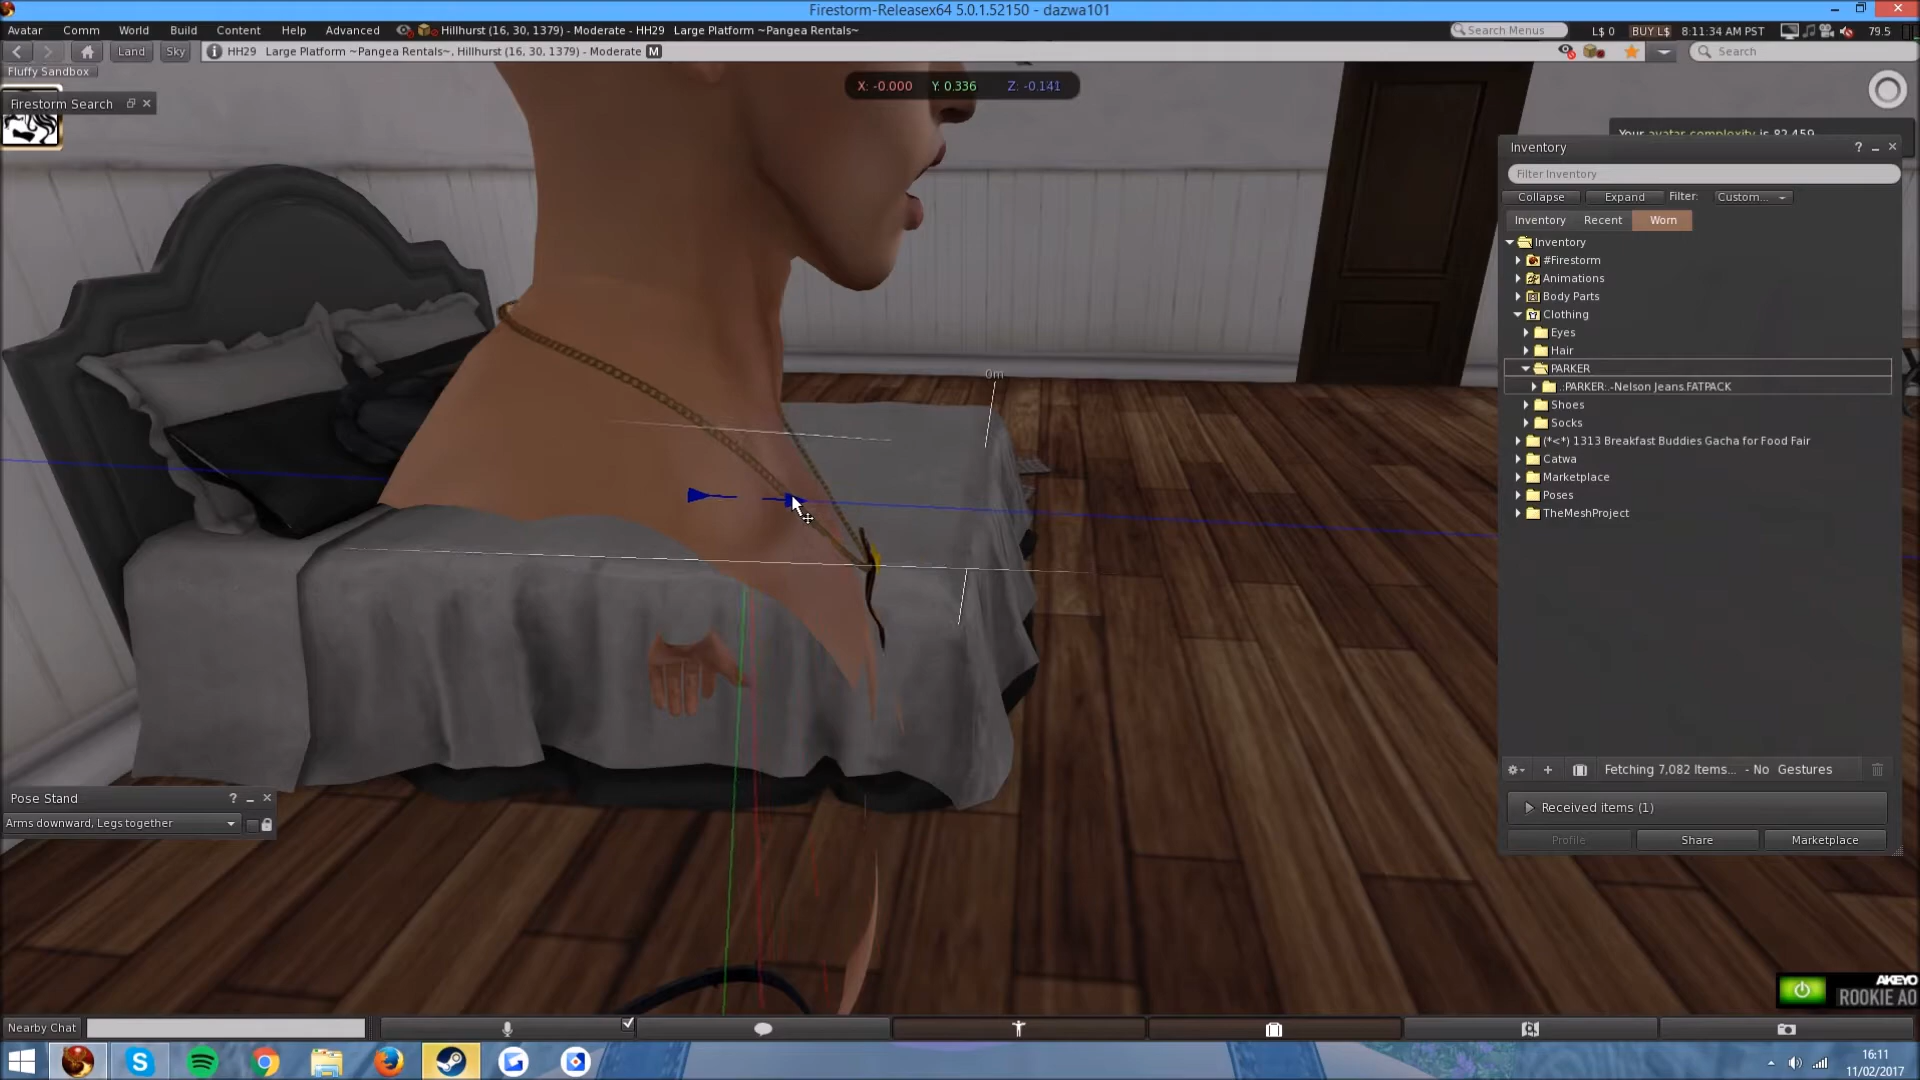 Firestorm-Releasex64 5.0.1.52150 - dazwa101
Avatar Comm World Build Content Help Advanced Hillhurst (16, 30, 1379) - Moderate - HH29 Large Platform ~Pangea Rentals~ Search Menus L$ 0 BUY L$ 8:11:34 AM PST 79.5
Land Sky HH29 Large Platform ~Pangea Rentals~, Hillhurst (16, 30, 1379) - Moderate M Search
Fluffy Sandbox
X: -0.000 Y: 0.336 Z: -0.141
Firestorm Search
Your avatar complexity is 82,459
Inventory
Filter Inventory
Collapse Expand Filter: Custom...
Inventory Recent Worn
Inventory
#Firestorm
Animations
Body Parts
Clothing
Eyes
Hair
PARKER
.:PARKER:.-Nelson Jeans.FATPACK
Shoes
Socks
(*<*) 1313 Breakfast Buddies Gacha for Food Fair
Catwa
Marketplace
Poses
TheMeshProject
0m
Fetching 7,082 Items... - No Gestures
Received items (1)
Profile Share Marketplace
Pose Stand
Arms downward, Legs together
AKEYO
ROOKIE AO
Nearby Chat
16:11
11/02/2017